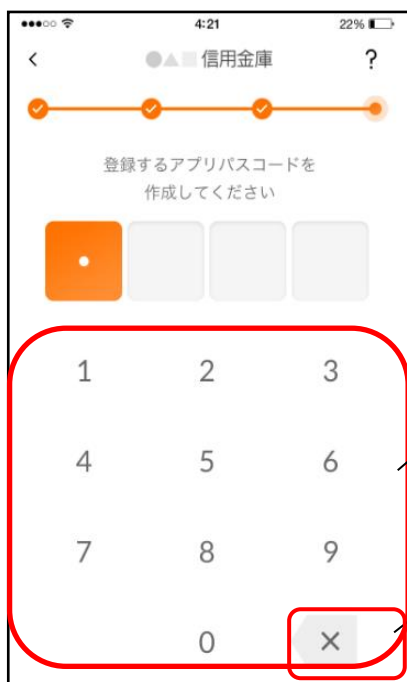 4:21
22%
●▲■信用金庫
?
登録するアプリパスコードを
作成してください
1 2 3
4 5 6
7 8 9
0 ×